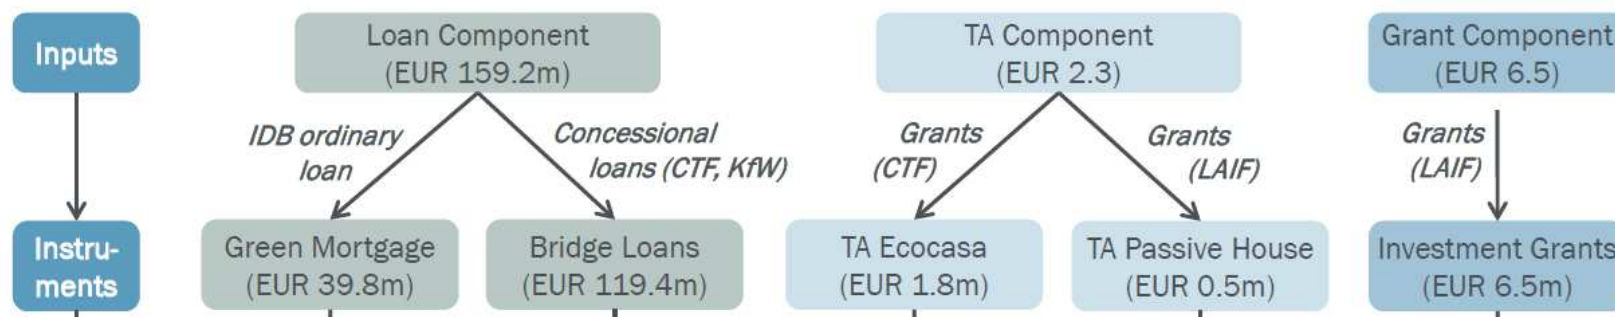 Inputs
Loan Component
(EUR 159.2m)
TA Component
(EUR 2.3)
Grant Component
(EUR 6.5)
IDB ordinary
loan
Concessional
loans (CTF, KfW)
Grants
(CTF)
Grants
(LAIF)
Grants
(LAIF)
Instru-
ments
Green Mortgage
(EUR 39.8m)
Bridge Loans
(EUR 119.4m)
TA Ecocasa
(EUR 1.8m)
TA Passive House
(EUR 0.5m)
Investment Grants
(EUR 6.5m)